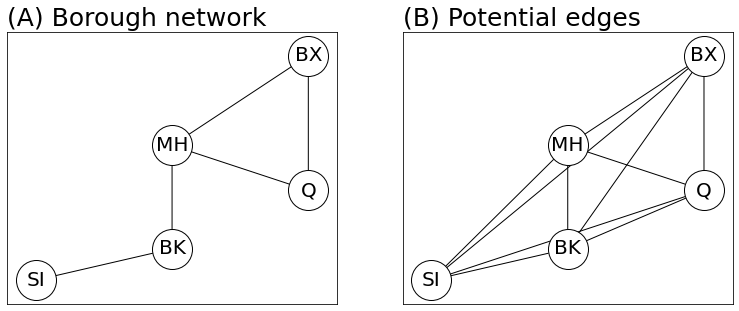 (A) Borough network
BX
MH
Q
BK
SI
(B) Potential edges
BX
MH
Q
BK
SI